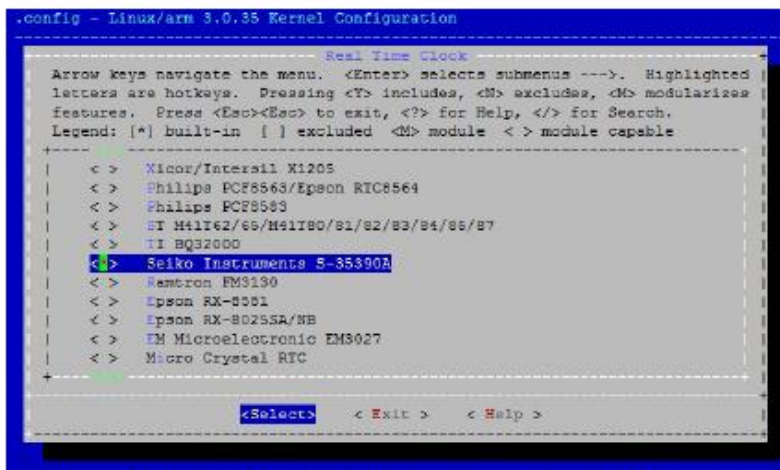 .config - Linux/arm 3.0.35 Kernel Configuration
Real Time Clock
Arrow keys navigate the menu. <Enter> selects submenus --->. Highlighted
letters are hotkeys. Pressing <Y> includes, <N> excludes, <M> modularizes
features. Press <Esc><Esc> to exit, <?> for Help, </> for Search.
Legend: [*] built-in [ ] excluded <M> module < > module capable
< > Xicor/Intersil X1205
< > Philips PCF8563/Epson RTC8564
< > Philips PCF8583
< > ST M41T62/65/M41T80/81/82/83/84/85/87
< > TI BQ32000
<*> Seiko Instruments S-35390A
< > Ramtron FM3130
< > Epson RX-8581
< > Epson RX-8025SA/NB
< > EM Microelectronic EM3027
< > Micro Crystal RTC
<Select> < Exit > < Help >